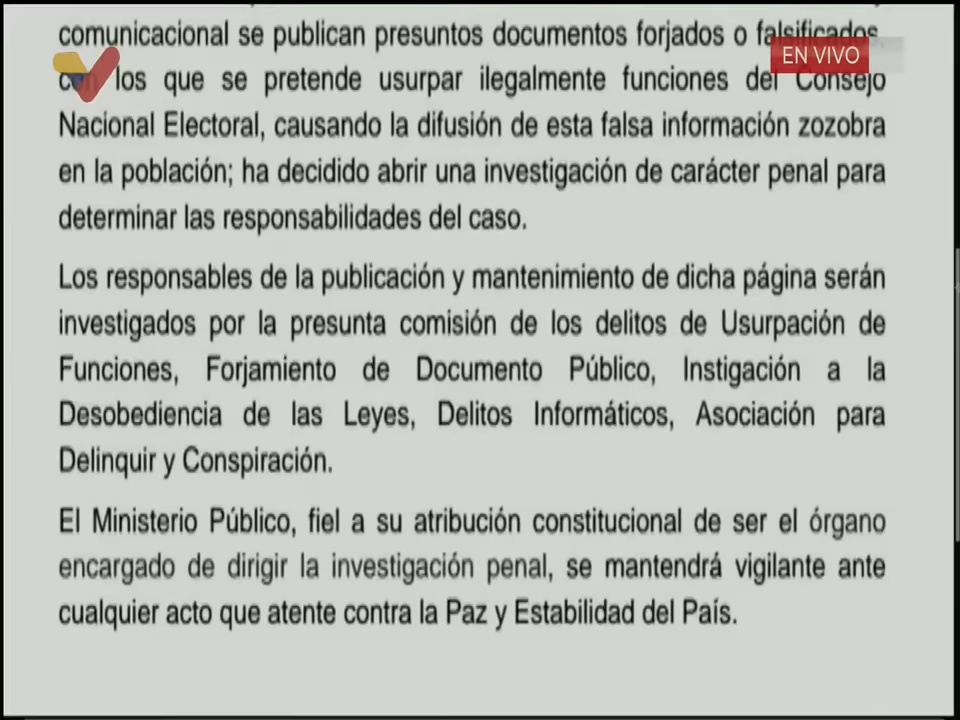 comunicacional se publican presuntos documentos forjados o falsificados,
EN VIVO
con los que se pretende usurpar ilegalmente funciones del Consejo
Nacional Electoral, causando la difusión de esta falsa información zozobra
en la población; ha decidido abrir una investigación de carácter penal para
determinar las responsabilidades del caso.
Los responsables de la publicación y mantenimiento de dicha página serán
investigados por la presunta comisión de los delitos de Usurpación de
Funciones, Forjamiento de Documento Público, Instigación a la
Desobediencia de las Leyes, Delitos Informáticos, Asociación para
Delinquir y Conspiración.
El Ministerio Público, fiel a su atribución constitucional de ser el órgano
encargado de dirigir la investigación penal, se mantendrá vigilante ante
cualquier acto que atente contra la Paz y Estabilidad del País.